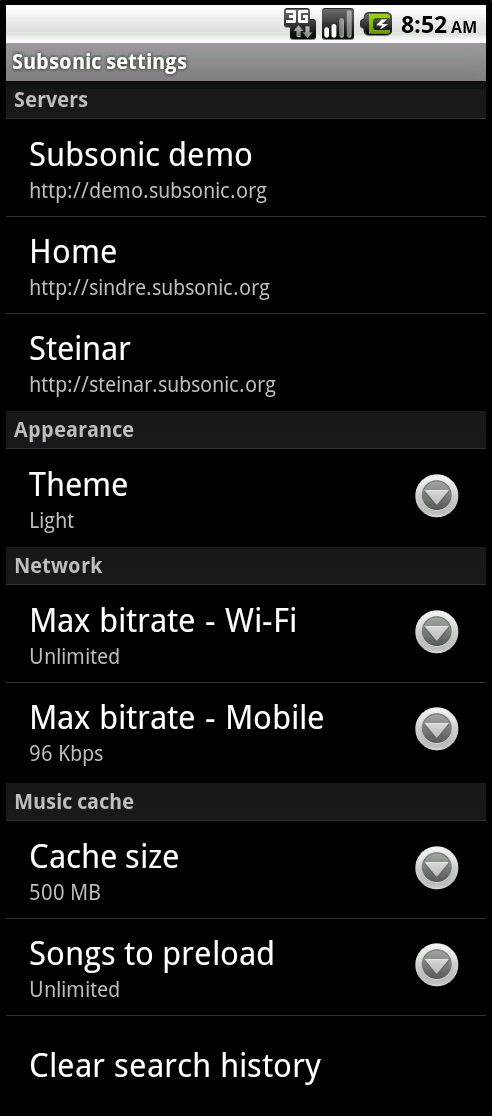 3G
8:52 AM
Subsonic settings
Servers
Subsonic demo
http://demo.subsonic.org
Home
http://sindre.subsonic.org
Steinar
http://steinar.subsonic.org
Appearance
Theme
Light
Network
Max bitrate - Wi-Fi
Unlimited
Max bitrate - Mobile
96 Kbps
Music cache
Cache size
500 MB
Songs to preload
Unlimited
Clear search history